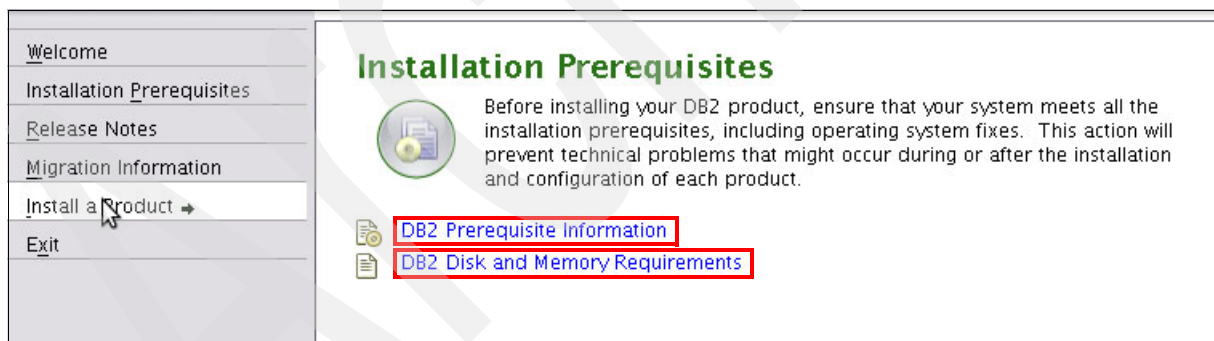 Welcome
Installation Prerequisites
Release Notes
Migration Information
Install a Product
Exit
Installation Prerequisites
Before installing your DB2 product, ensure that your system meets all the
installation prerequisites, including operating system fixes. This action will
prevent technical problems that might occur during or after the installation
and configuration of each product.
DB2 Prerequisite Information
DB2 Disk and Memory Requirements